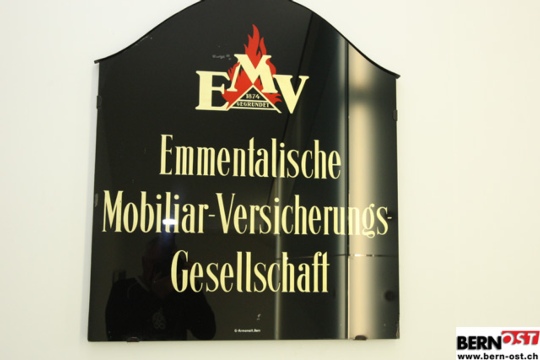 EMV
1874
GEGRÜNDET
Emmentalische
Mobiliar-Versicherungs-
Gesellschaft
BERNOST
www.bern-ost.ch